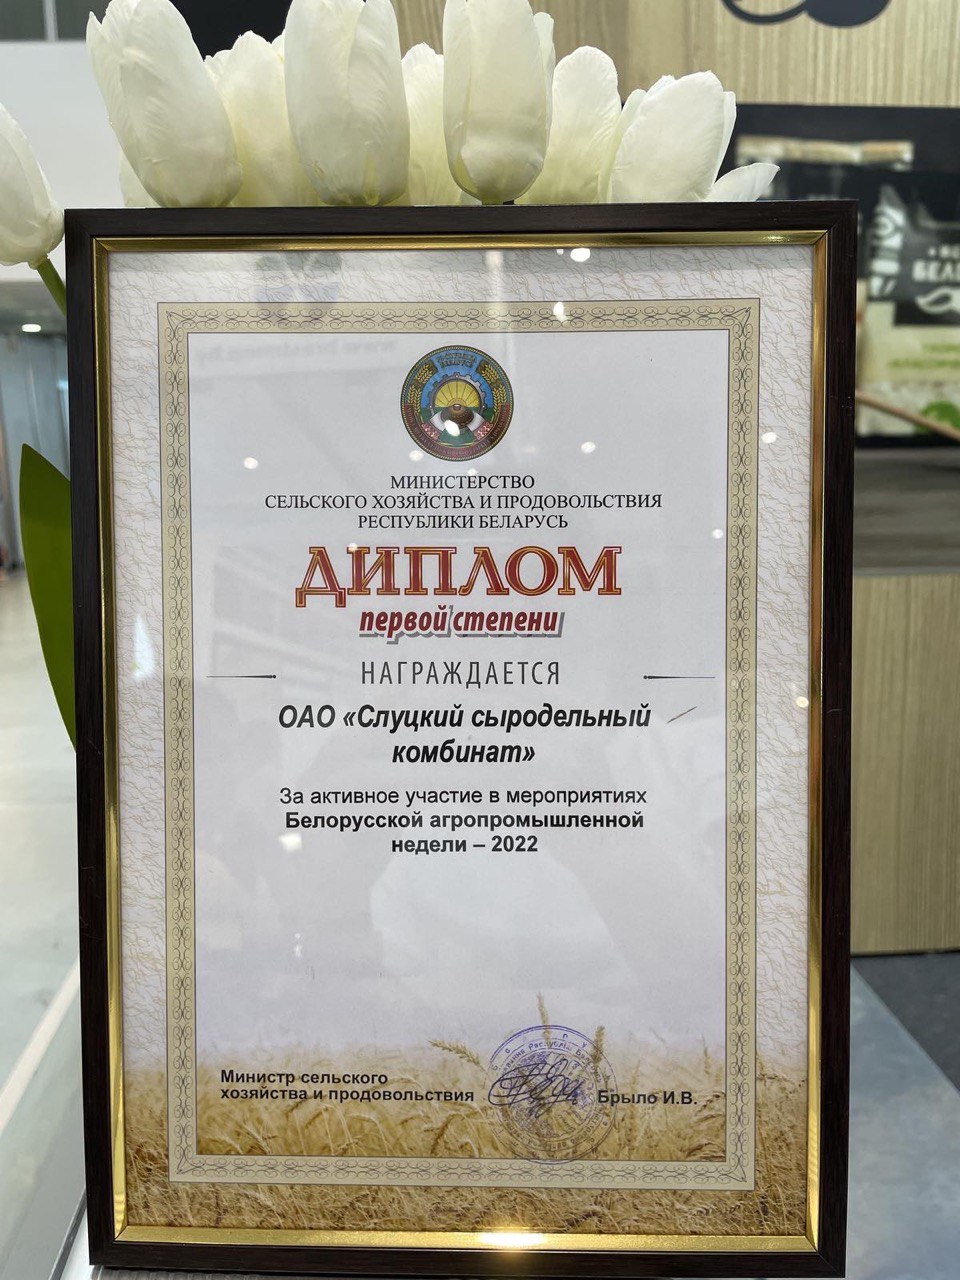 МИНИСТЕРСТВО
СЕЛЬСКОГО ХОЗЯЙСТВА И ПРОДОВОЛЬСТВИЯ
РЕСПУБЛИКИ БЕЛАРУСЬ
ДИПЛОМ
первой степени
НАГРАЖДАЕТСЯ
ОАО «Слуцкий сыродельный
комбинат»
За активное участие в мероприятиях
Белорусской агропромышленной
недели – 2022
Министр сельского
хозяйства и продовольствия
Брыло И.В.